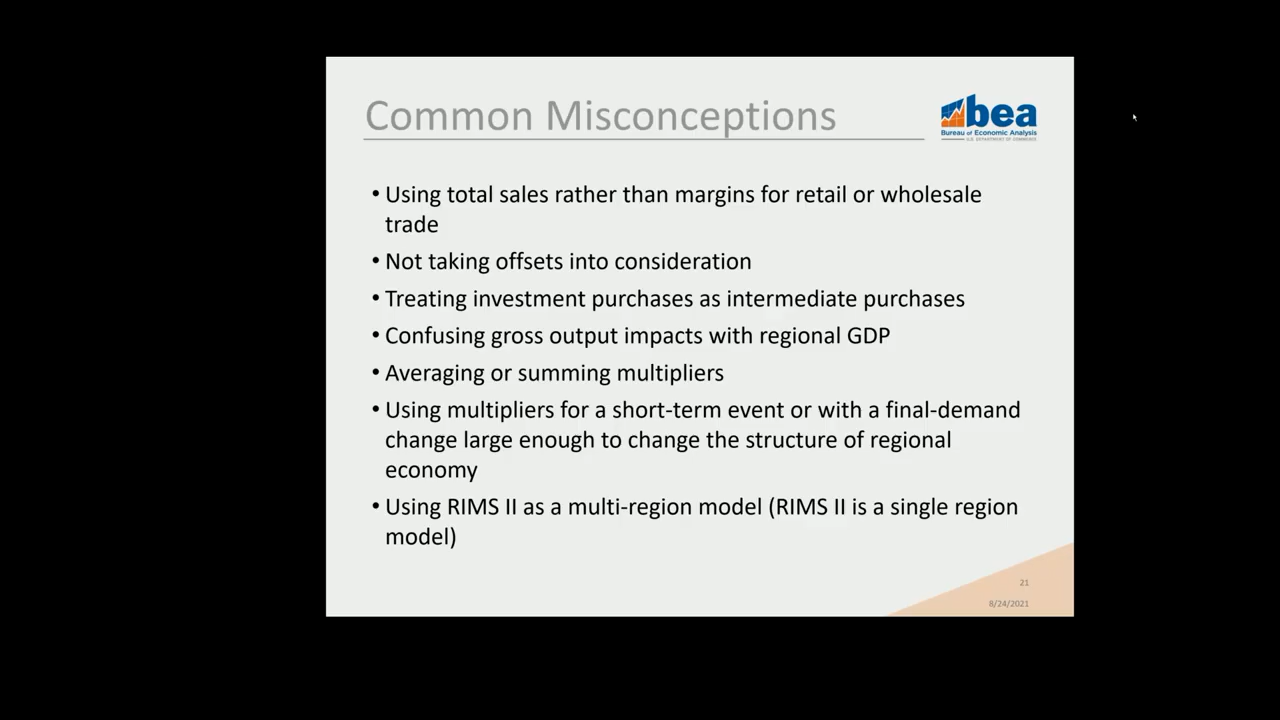 Common Misconceptions
bea
Bureau of Economic Analysis
U.S. DEPARTMENT OF COMMERCE
• Using total sales rather than margins for retail or wholesale
trade
• Not taking offsets into consideration
• Treating investment purchases as intermediate purchases
• Confusing gross output impacts with regional GDP
• Averaging or summing multipliers
• Using multipliers for a short-term event or with a final-demand
change large enough to change the structure of regional
economy
• Using RIMS II as a multi-region model (RIMS II is a single region
model)
21
8/24/2021